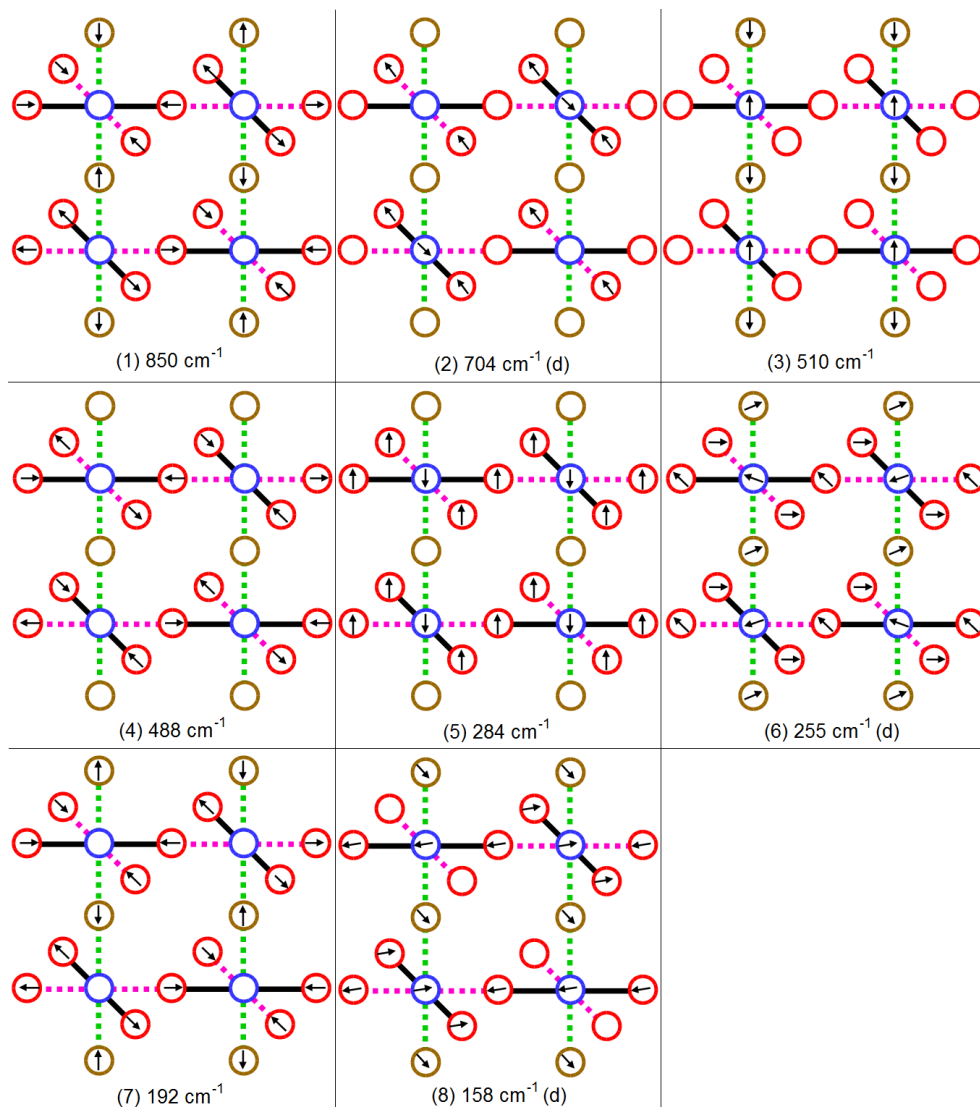 (1) 850 cm⁻¹
(2) 704 cm⁻¹ (d)
(3) 510 cm⁻¹
(4) 488 cm⁻¹
(5) 284 cm⁻¹
(6) 255 cm⁻¹ (d)
(7) 192 cm⁻¹
(8) 158 cm⁻¹ (d)